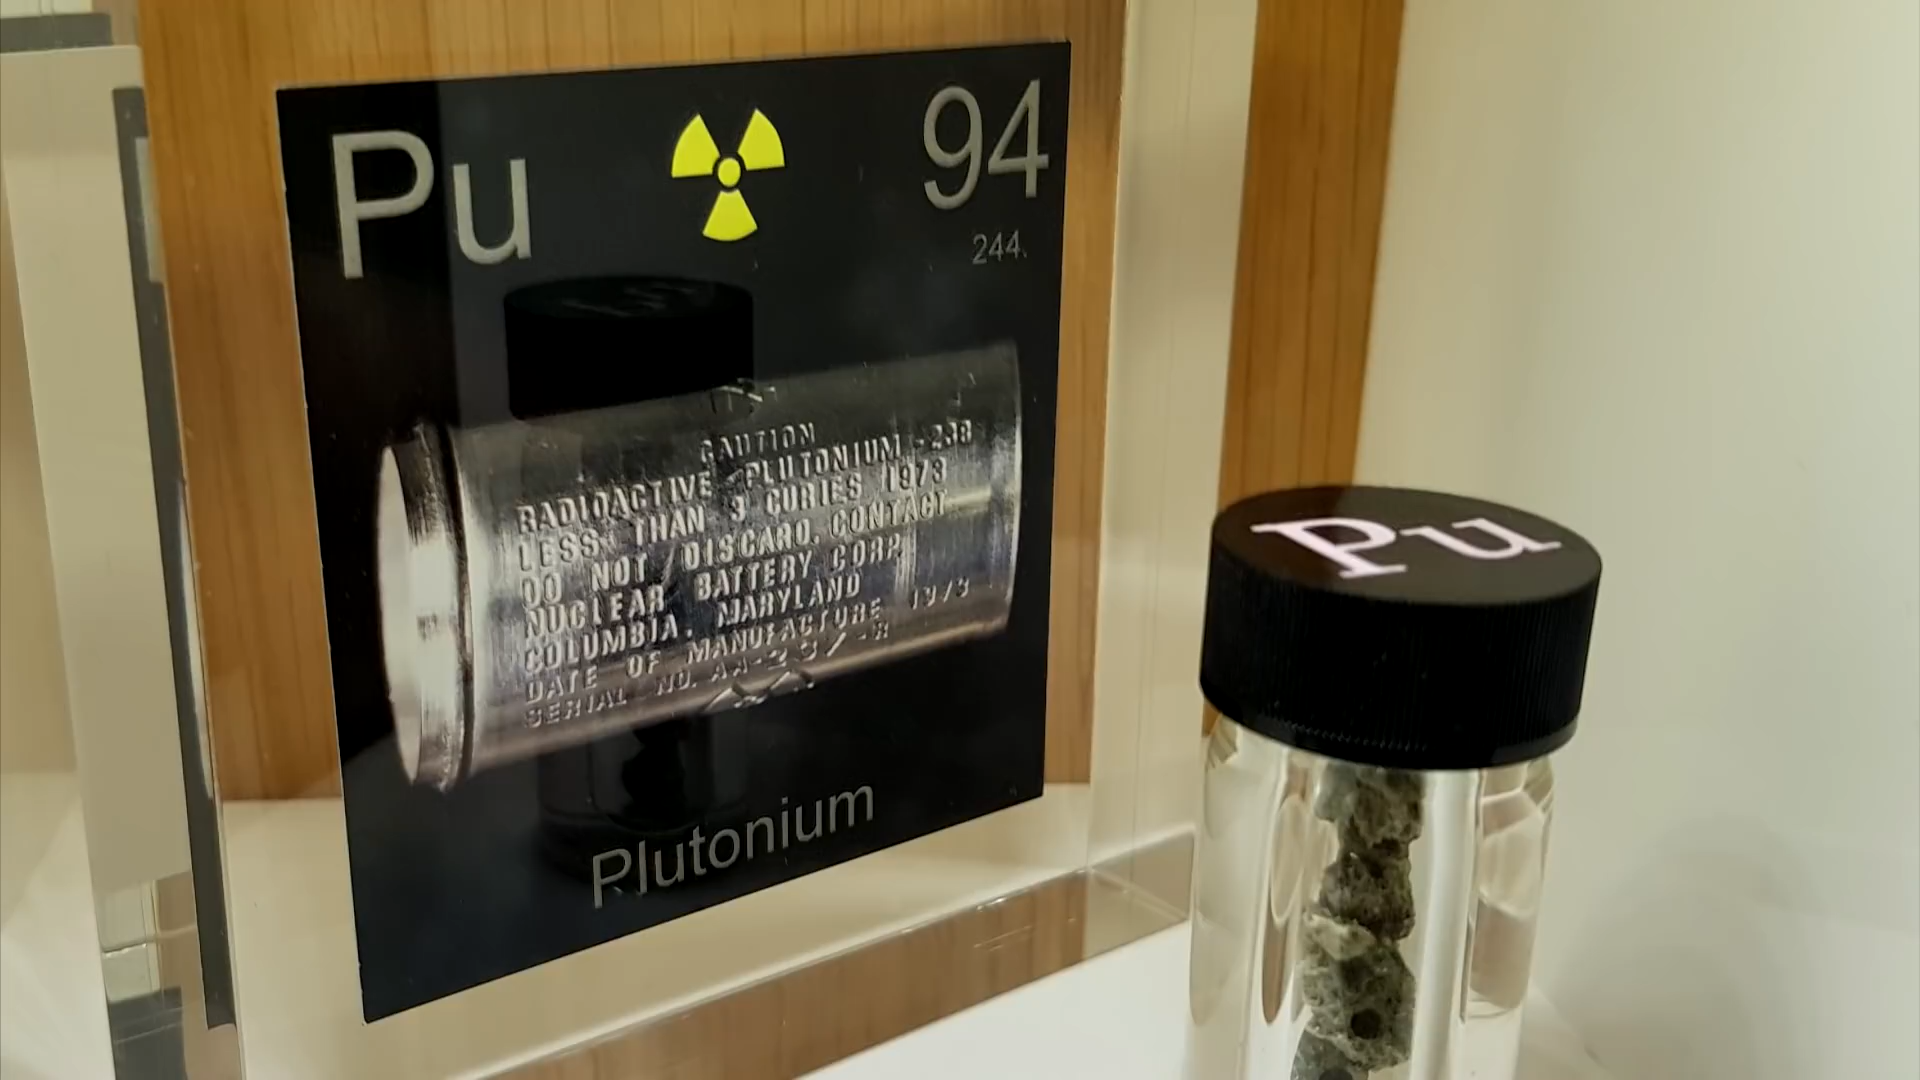 Pu 94
244.
CAUTION
RADIOACTIVE PLUTONIUM-238
LESS THAN 3 CURIES 1973
DO NOT DISCARD, CONTACT
NUCLEAR BATTERY CORP
COLUMBIA, MARYLAND
DATE OF MANUFACTURE 1973
SERIAL NO. AA-
Plutonium
Pu